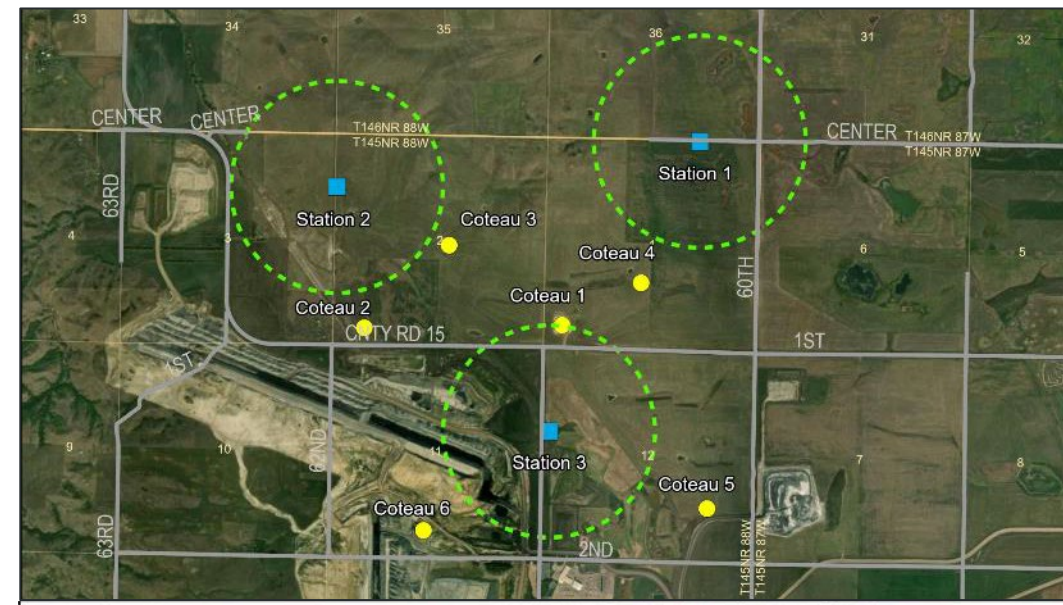 33
34
35
36
31
32
CENTER
CENTER
T146NR 88W
T145NR 88W
CENTER
T146NR 87W
T145NR 87W
Station 1
63RD
Station 2
Coteau 3
4
3
2
6
5
Coteau 4
60TH
Coteau 2
Coteau 1
CNTY RD 15
1ST
1ST
62ND
9
10
11
Station 3
12
7
8
Coteau 5
Coteau 6
63RD
2ND
T145NR 88W
T145NR 87W